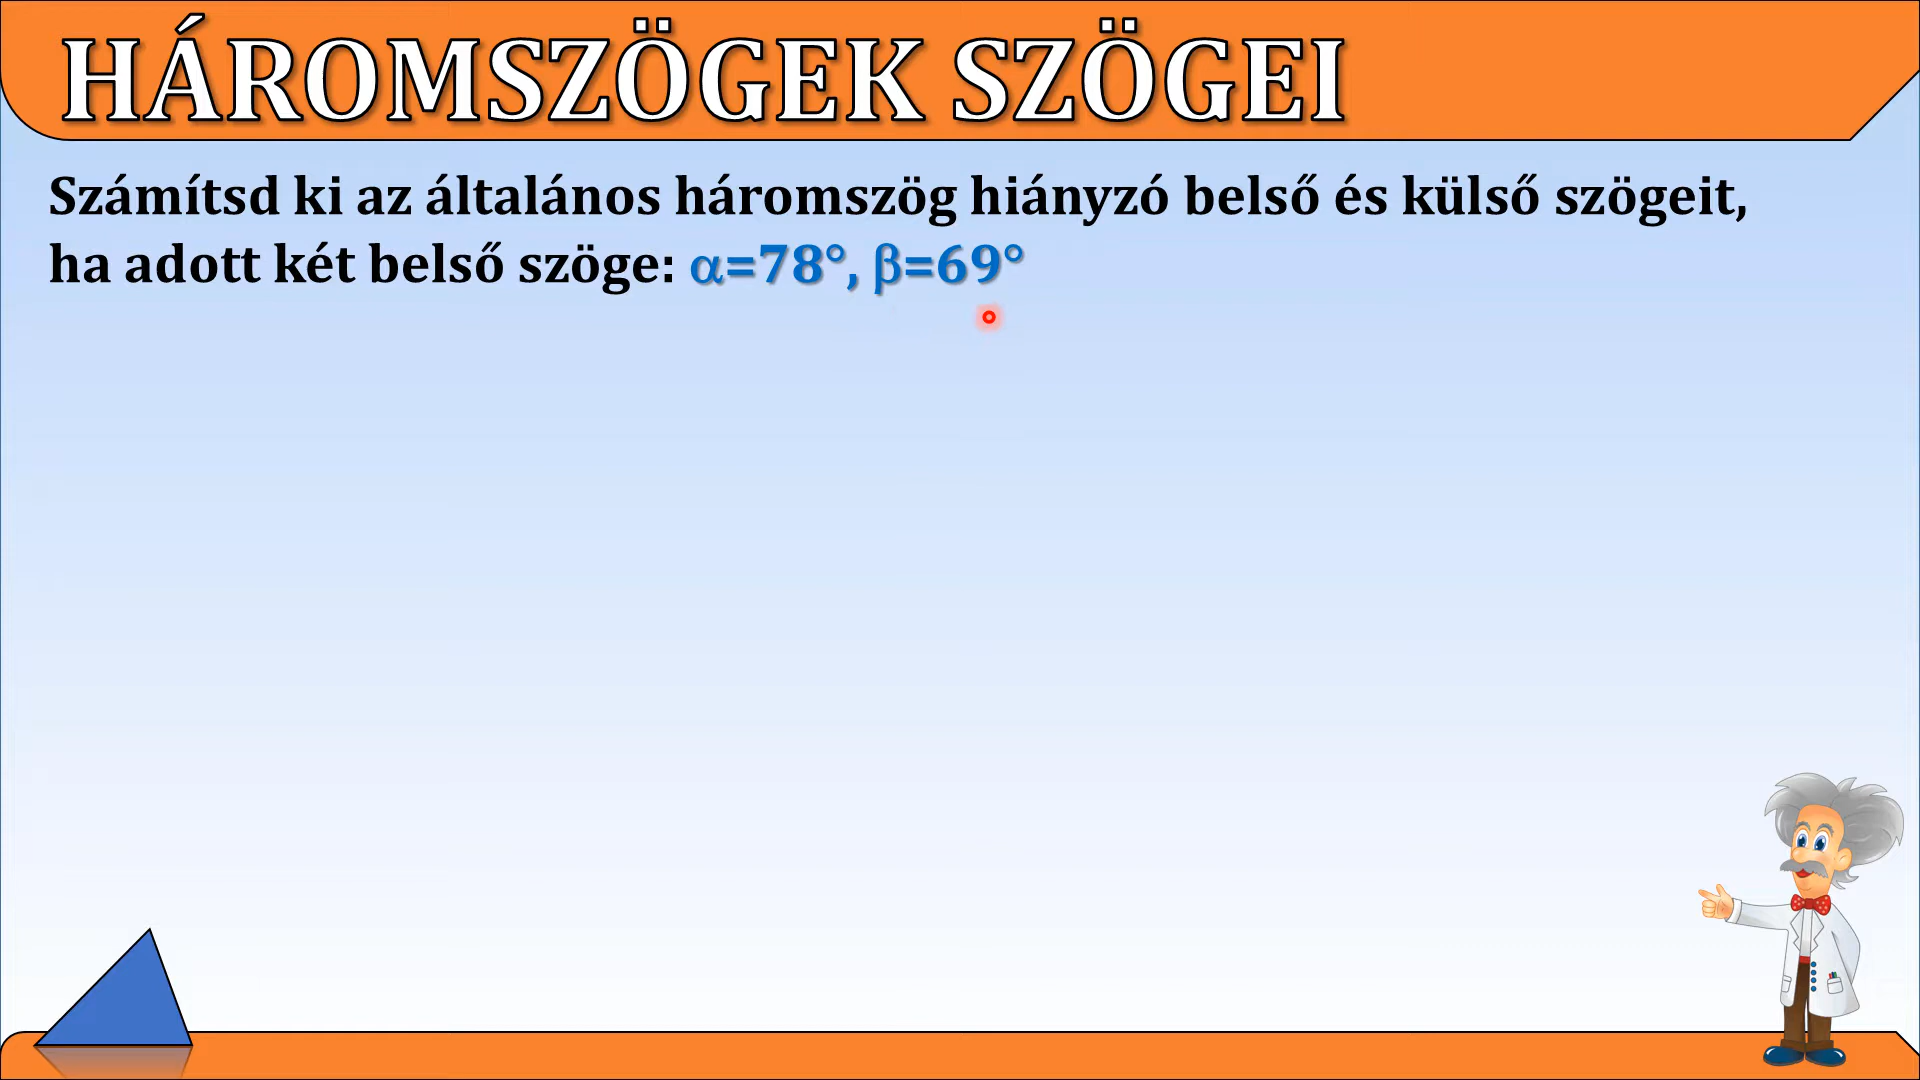 HÁROMSZÖGEK SZÖGEI
Számítsd ki az általános háromszög hiányzó belső és külső szögeit,
ha adott két belső szöge: α=78°, β=69°